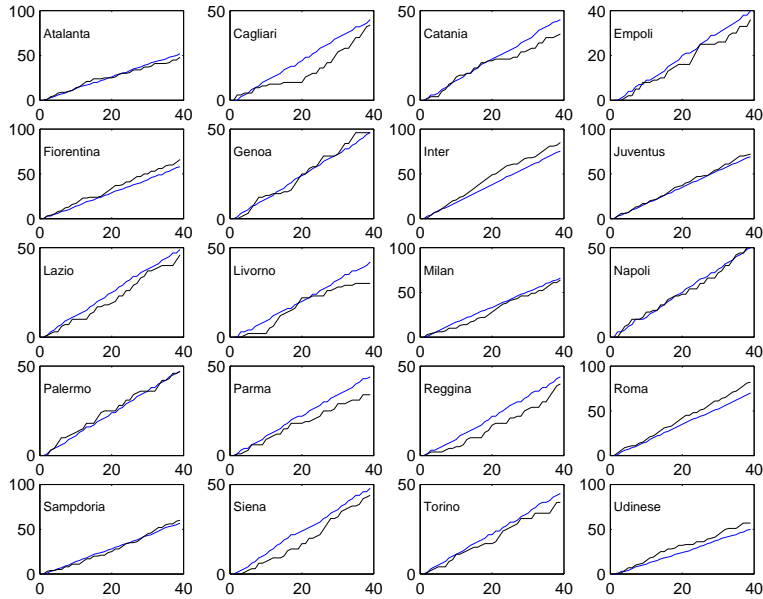 100
Atalanta
50
0
0 20 40
50
Cagliari
0
0 20 40
50
Catania
0
0 20 40
40
Empoli
20
0
0 20 40
100
Fiorentina
50
0
0 20 40
50
Genoa
0
0 20 40
100
Inter
50
0
0 20 40
100
Juventus
50
0
0 20 40
50
Lazio
0
0 20 40
50
Livorno
0
0 20 40
100
Milan
50
0
0 20 40
50
Napoli
0
0 20 40
50
Palermo
0
0 20 40
50
Parma
0
0 20 40
50
Reggina
0
0 20 40
100
Roma
50
0
0 20 40
100
Sampdoria
50
0
0 20 40
50
Siena
0
0 20 40
50
Torino
0
0 20 40
100
Udinese
50
0
0 20 40